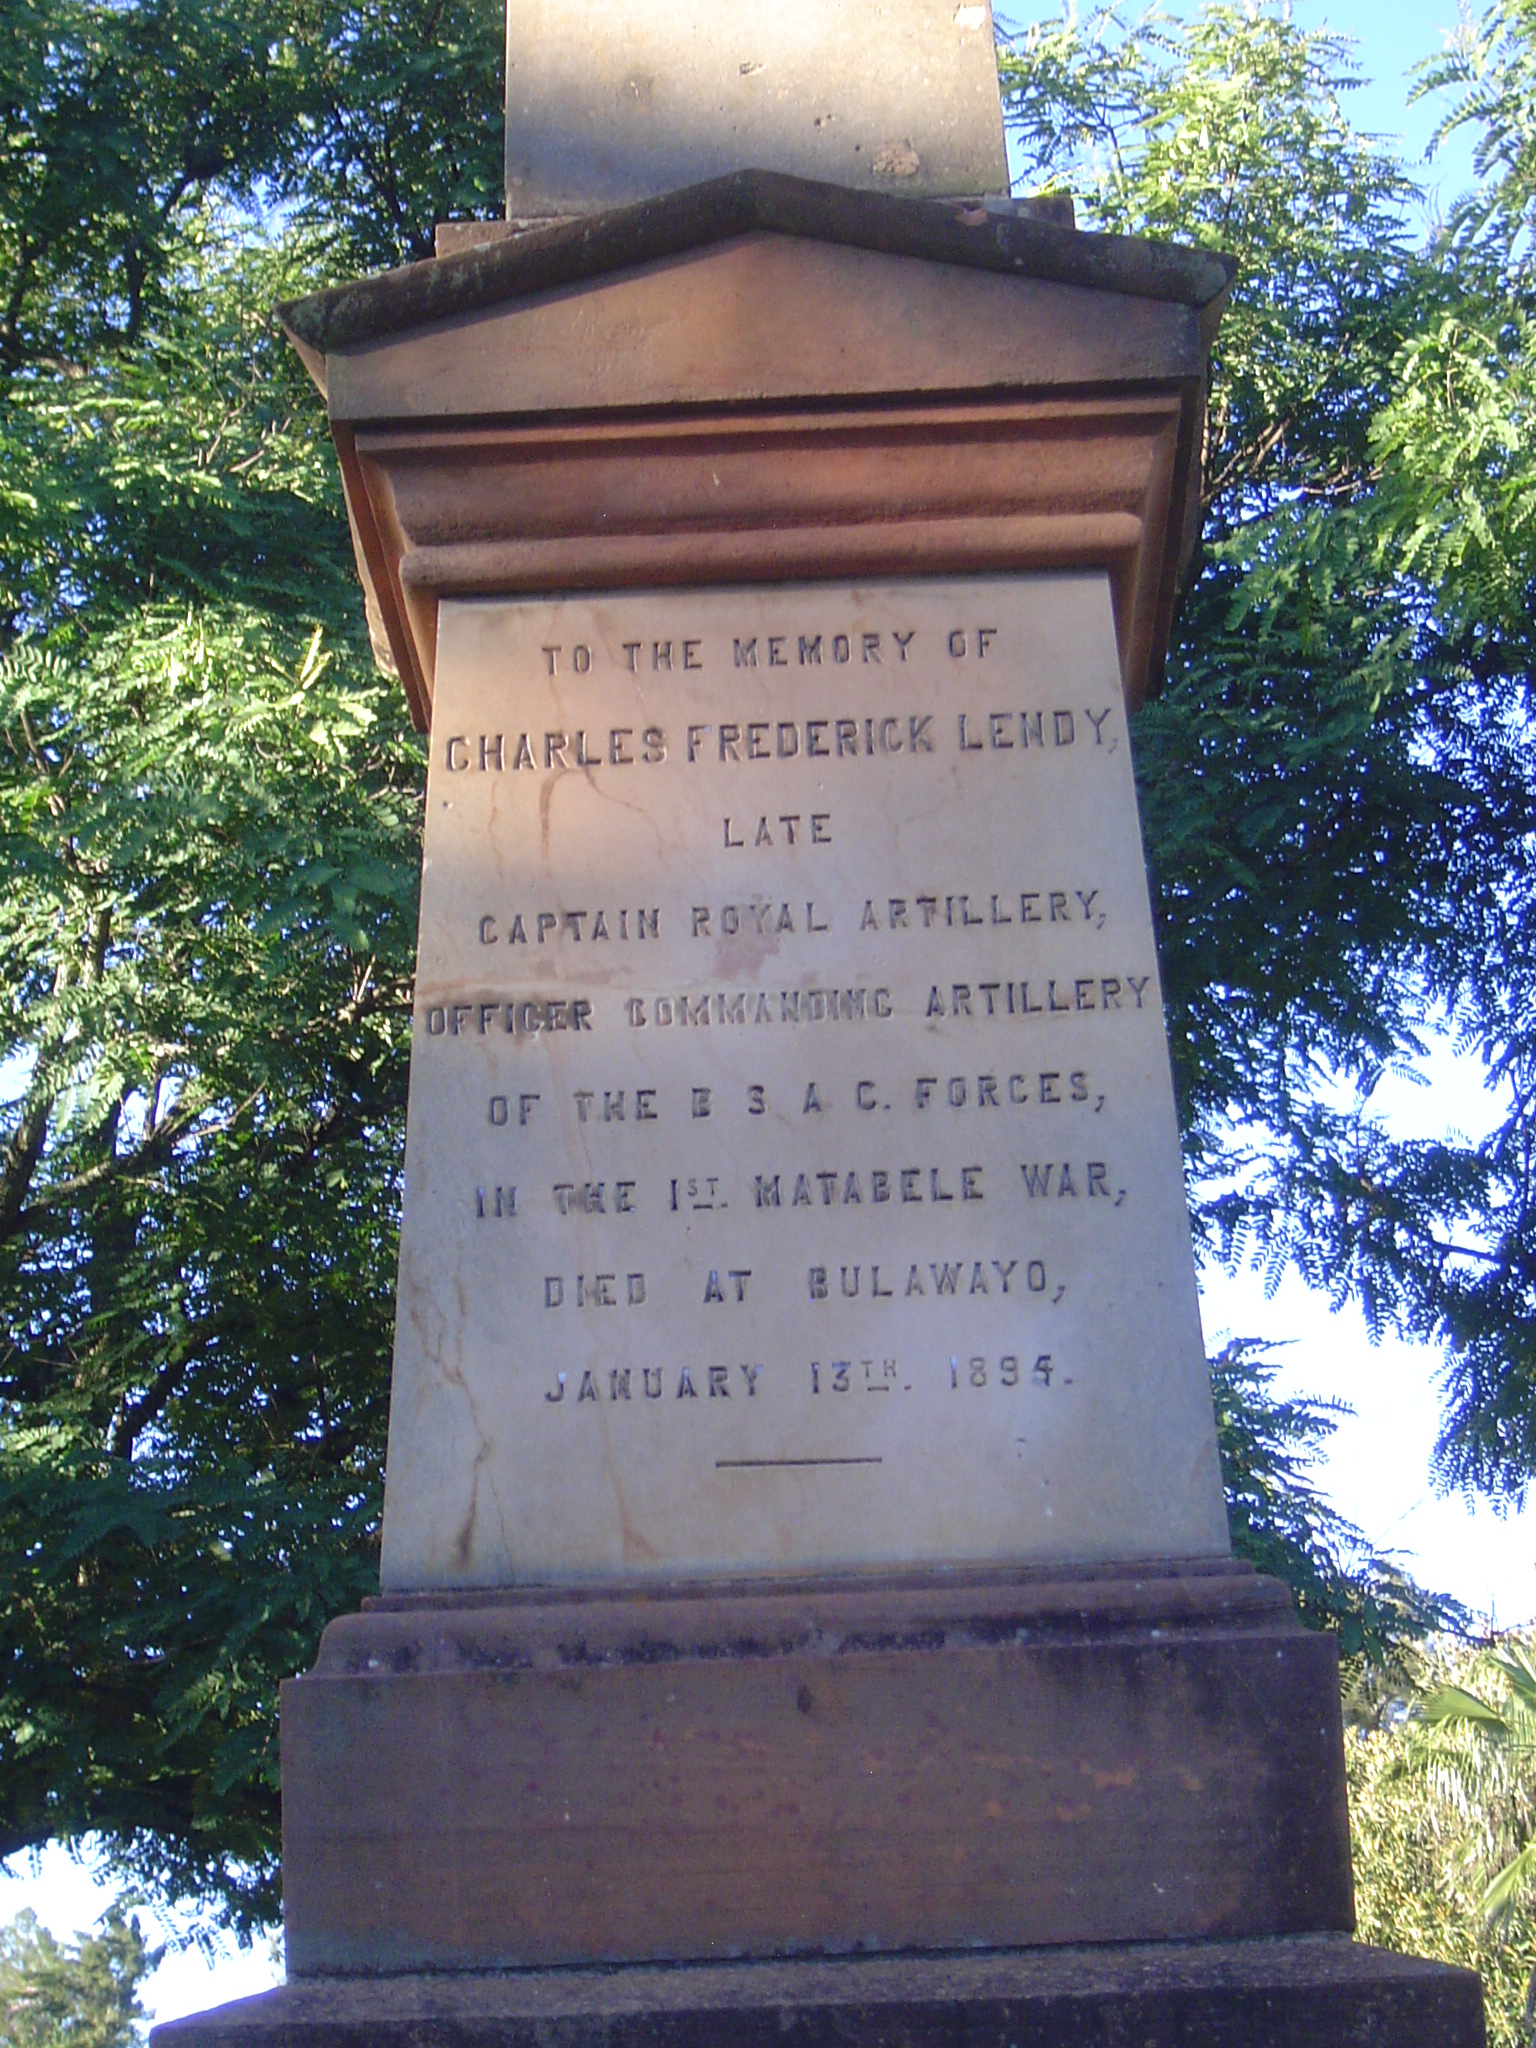 TO THE MEMORY OF
CHARLES FREDERICK LENDY,
LATE
CAPTAIN ROYAL ARTILLERY,
OFFICER COMMANDING ARTILLERY
OF THE B S A C. FORCES,
IN THE 1ST. MATABELE WAR,
DIED AT BULAWAYO,
JANUARY 13TH. 1894.